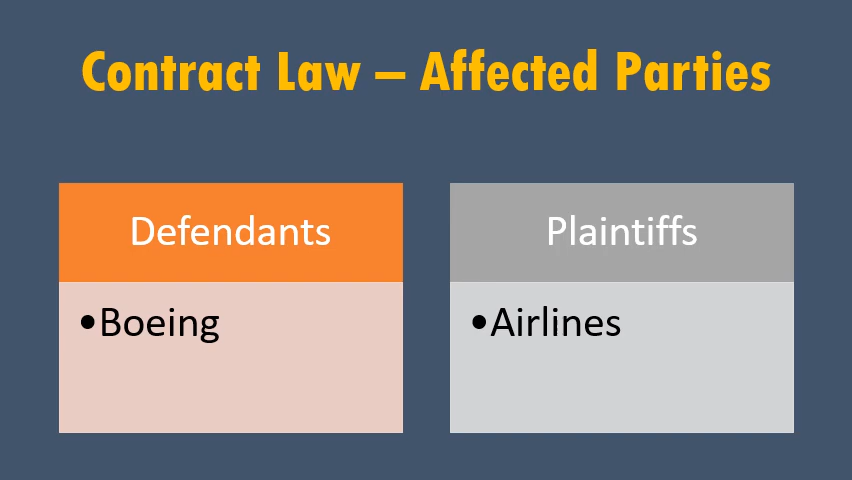 Contract Law – Affected Parties
Defendants
•Boeing
Plaintiffs
•Airlines